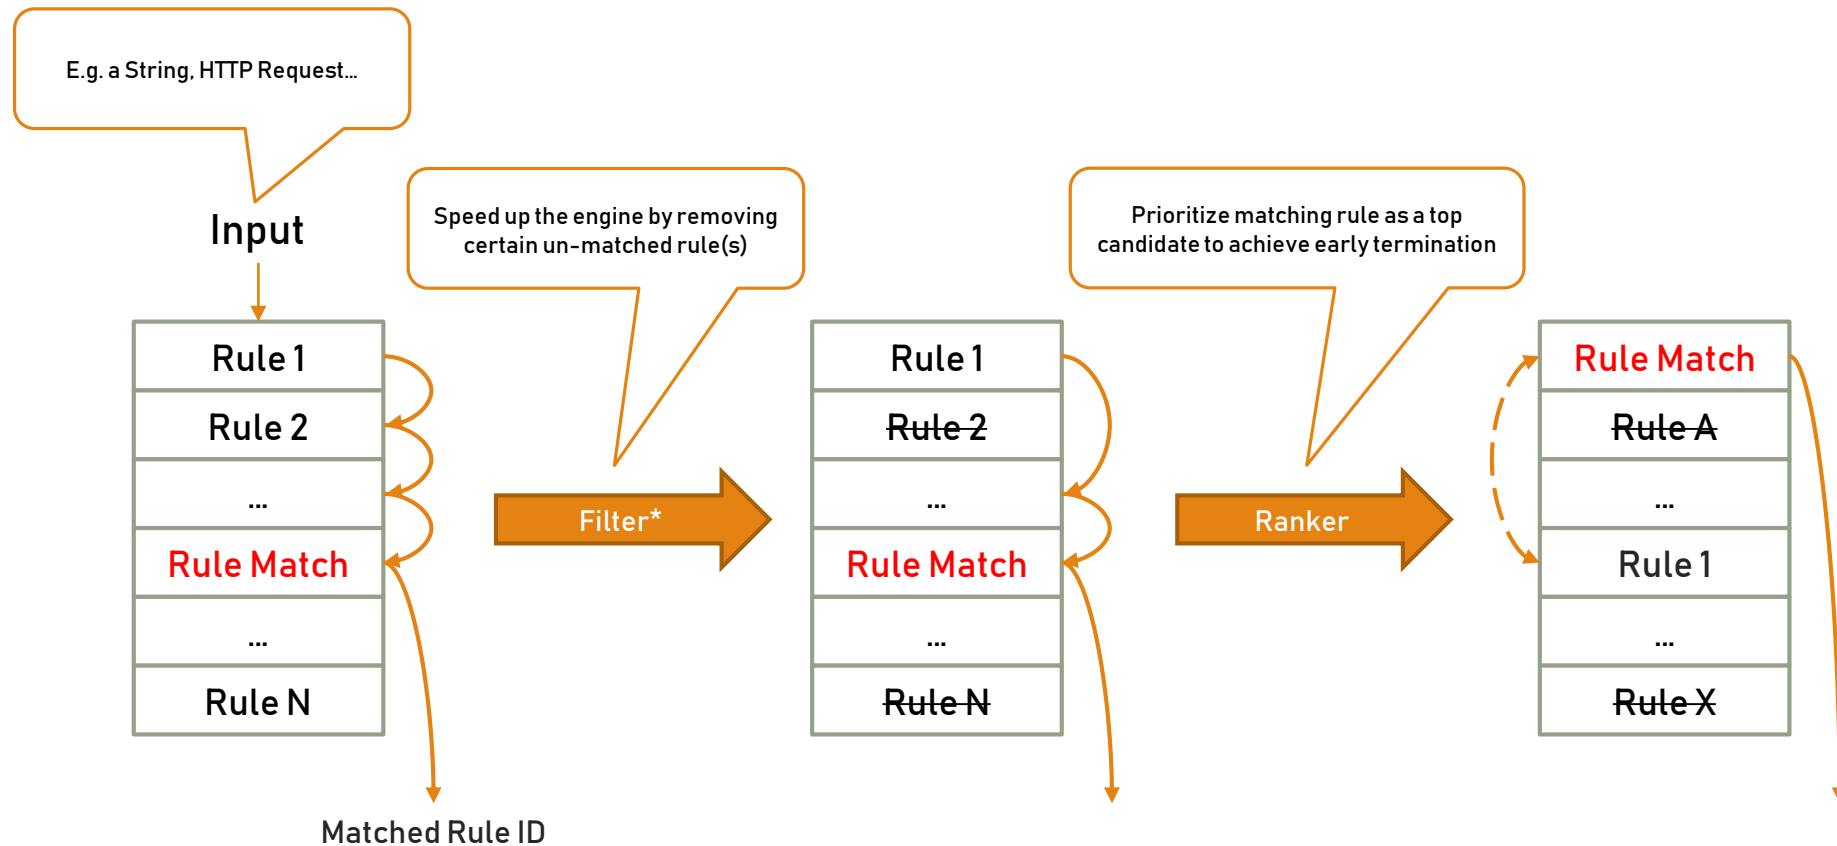 E.g. a String, HTTP Request...
Input
Speed up the engine by removing
certain un-matched rule(s)
Prioritize matching rule as a top
candidate to achieve early termination
Rule 1
Rule 2
...
Rule Match
...
Rule N
Matched Rule ID
Filter*
Rule 1
Rule 2
...
Rule Match
...
Rule N
Ranker
Rule Match
Rule A
...
Rule 1
...
Rule X